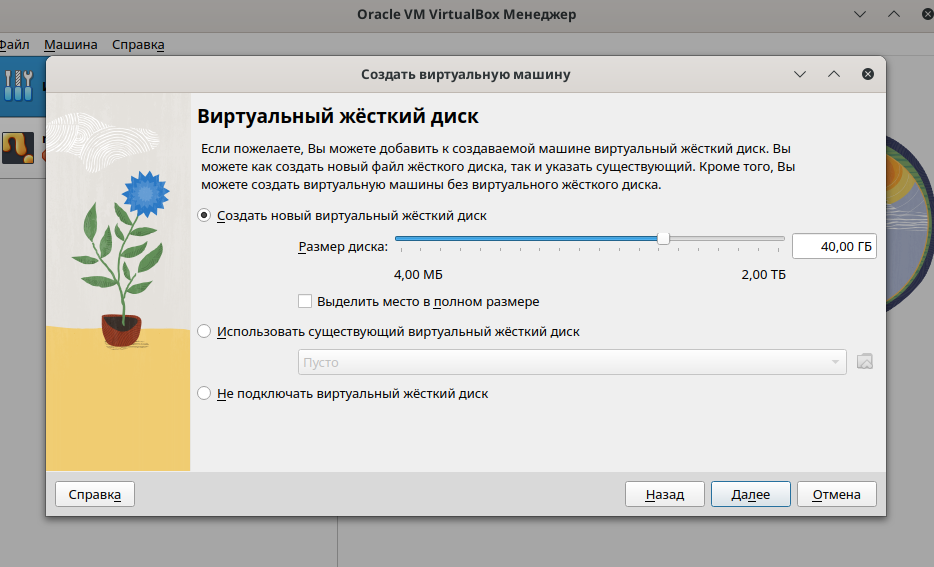 Oracle VM VirtualBox Менеджер
Файл Машина Справка
Создать виртуальную машину
Виртуальный жёсткий диск
Если пожелаете, Вы можете добавить к создаваемой машине виртуальный жёсткий диск. Вы
можете как создать новый файл жёсткого диска, так и указать существующий. Кроме того, Вы
можете создать виртуальную машины без виртуального жёсткого диска.
Создать новый виртуальный жёсткий диск
Размер диска: 40,00 ГБ
4,00 МБ 2,00 ТБ
Выделить место в полном размере
Использовать существующий виртуальный жёсткий диск
Пусто
Не подключать виртуальный жёсткий диск
Справка Назад Далее Отмена